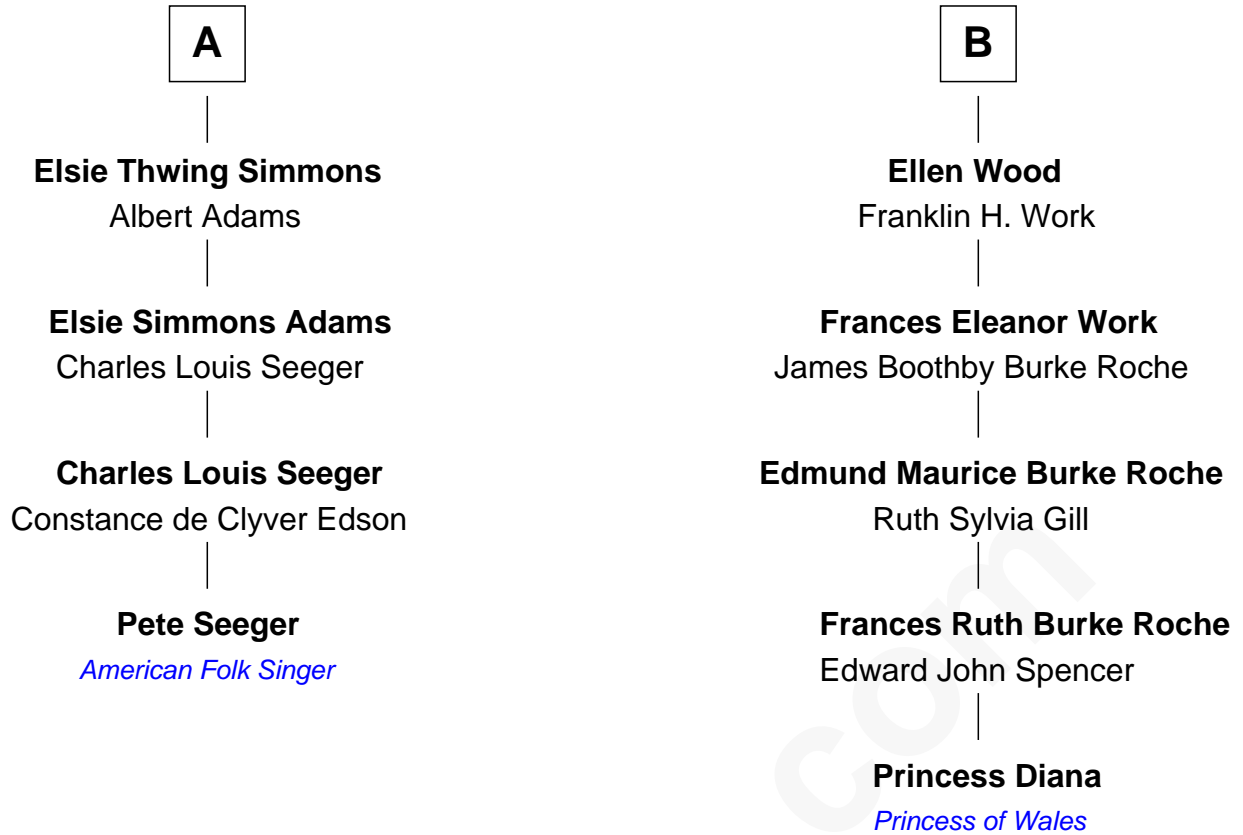 A
Elsie Thwing Simmons
Albert Adams
Elsie Simmons Adams
Charles Louis Seeger
Charles Louis Seeger
Constance de Clyver Edson
Pete Seeger
American Folk Singer
B
Ellen Wood
Franklin H. Work
Frances Eleanor Work
James Boothby Burke Roche
Edmund Maurice Burke Roche
Ruth Sylvia Gill
Frances Ruth Burke Roche
Edward John Spencer
Princess Diana
Princess of Wales
com